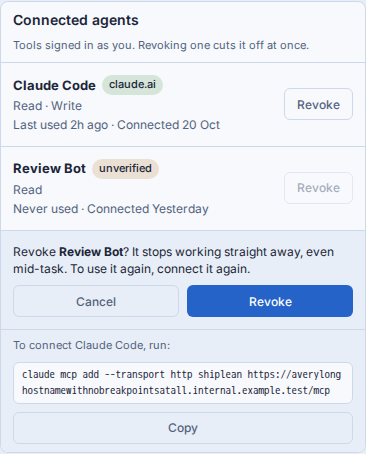 Connected agents
Tools signed in as you. Revoking one cuts it off at once.
Claude Code claude.ai
Read · Write
Last used 2h ago · Connected 20 Oct
Revoke
Review Bot unverified
Read
Never used · Connected Yesterday
Revoke
Revoke Review Bot? It stops working straight away, even
mid-task. To use it again, connect it again.
Cancel Revoke
To connect Claude Code, run:
claude mcp add --transport http shiplean https://averylong
hostnamewithnobreakpointsatall.internal.example.test/mcp
Copy